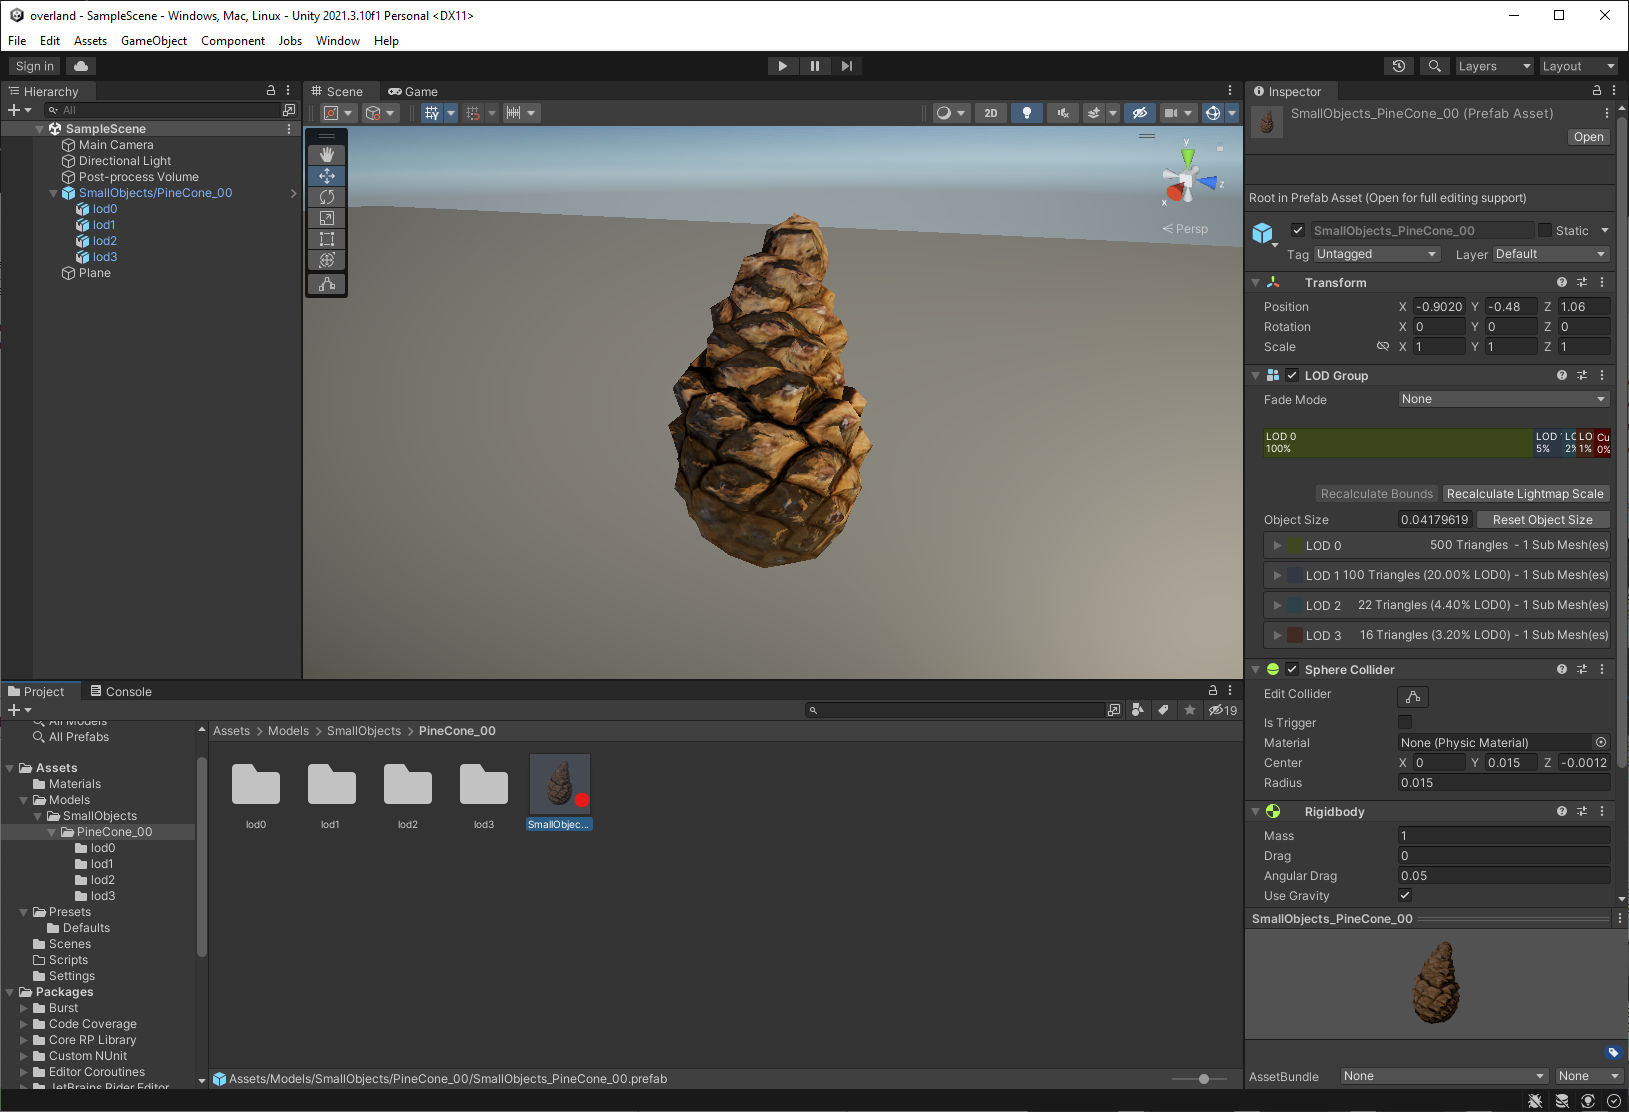 overland - SampleScene - Windows, Mac, Linux - Unity 2021.3.10f1 Personal <DX11>
File Edit Assets GameObject Component Jobs Window Help
Sign in
Layers
Layout
Hierarchy
All
SampleScene
Main Camera
Directional Light
Post-process Volume
SmallObjects/PineCone_00
lod0
lod1
lod2
lod3
Plane
Scene
Game
2D
y
z
x
Persp
Inspector
SmallObjects_PineCone_00 (Prefab Asset)
Open
Root in Prefab Asset (Open for full editing support)
SmallObjects_PineCone_00
Static
Tag Untagged
Layer Default
Transform
Position X -0.9020 Y -0.48 Z 1.06
Rotation X 0 Y 0 Z 0
Scale X 1 Y 1 Z 1
LOD Group
Fade Mode None
LOD 0 LOD LO Cu
100% 5% 2% 1% 0%
Recalculate Bounds Recalculate Lightmap Scale
Object Size 0.04179619 Reset Object Size
LOD 0 500 Triangles - 1 Sub Mesh(es)
LOD 1 100 Triangles (20.00% LOD0) - 1 Sub Mesh(es)
LOD 2 22 Triangles (4.40% LOD0) - 1 Sub Mesh(es)
LOD 3 16 Triangles (3.20% LOD0) - 1 Sub Mesh(es)
Sphere Collider
Edit Collider
Is Trigger
Material None (Physic Material)
Center X 0 Y 0.015 Z -0.0012
Radius 0.015
Rigidbody
Mass 1
Drag 0
Angular Drag 0.05
Use Gravity
SmallObjects_PineCone_00
AssetBundle None None
Project
Console
19
All Models
All Prefabs
Assets
Materials
Models
SmallObjects
PineCone_00
lod0
lod1
lod2
lod3
Presets
Defaults
Scenes
Scripts
Settings
Packages
Burst
Code Coverage
Core RP Library
Custom NUnit
Editor Coroutines
JetBrains Rider Editor
Assets > Models > SmallObjects > PineCone_00
lod0
lod1
lod2
lod3
SmallObjec...
Assets/Models/SmallObjects/PineCone_00/SmallObjects_PineCone_00.prefab